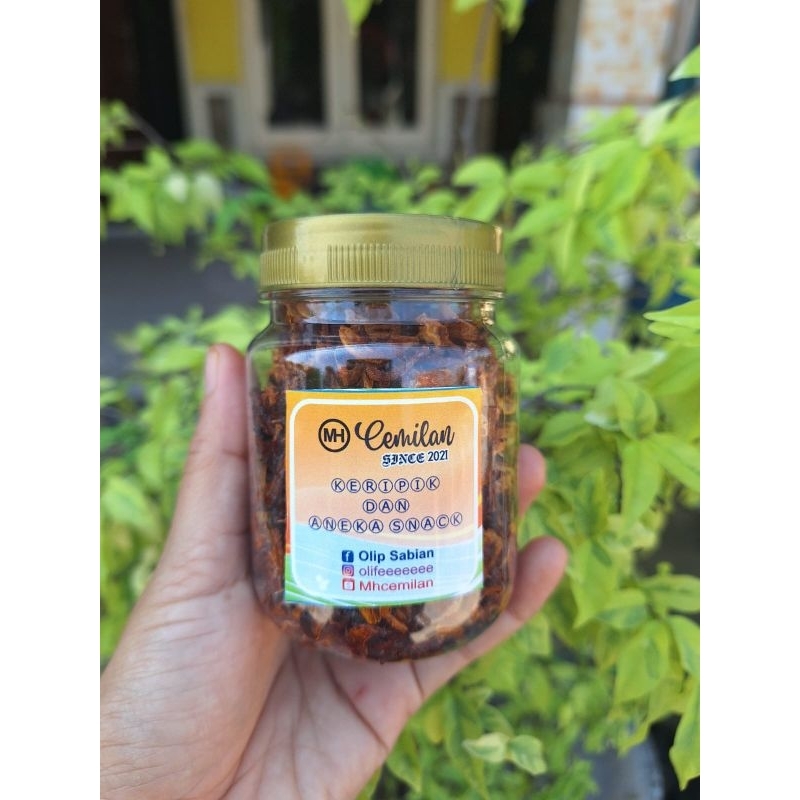 MH Cemilan
SINCE 2021
KERIPIK
DAN
ANEKA SNACK
Olip Sabian
olifeeeeeee
Mhcemilan